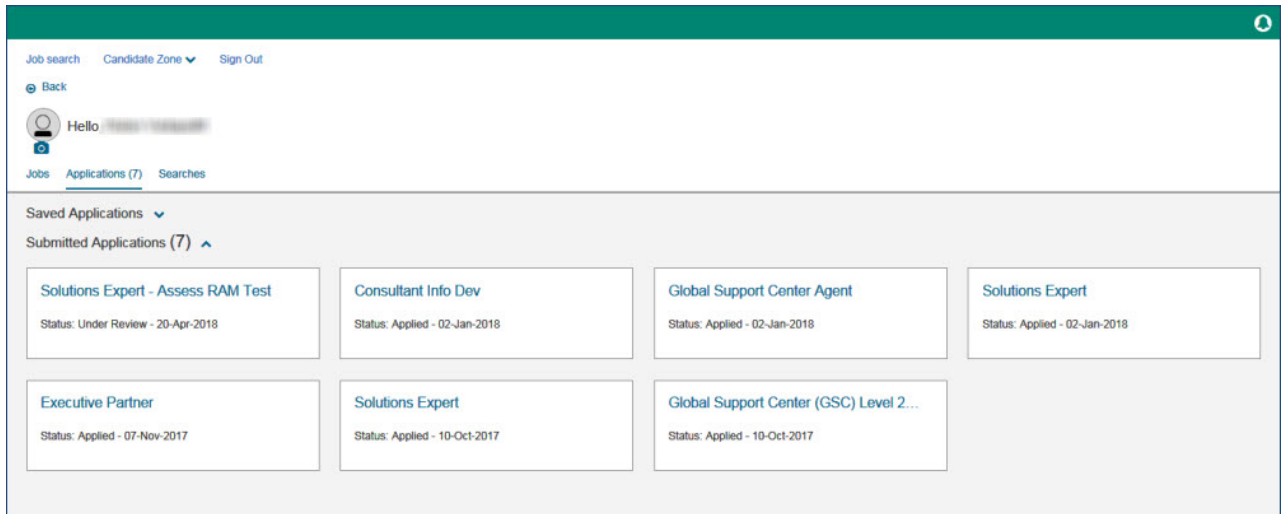 Job search Candidate Zone Sign Out
Back
Hello
Jobs Applications (7) Searches
Saved Applications
Submitted Applications (7)
Solutions Expert - Assess RAM Test
Status: Under Review - 20-Apr-2018
Consultant Info Dev
Status: Applied - 02-Jan-2018
Global Support Center Agent
Status: Applied - 02-Jan-2018
Solutions Expert
Status: Applied - 02-Jan-2018
Executive Partner
Status: Applied - 07-Nov-2017
Solutions Expert
Status: Applied - 10-Oct-2017
Global Support Center (GSC) Level 2...
Status: Applied - 10-Oct-2017